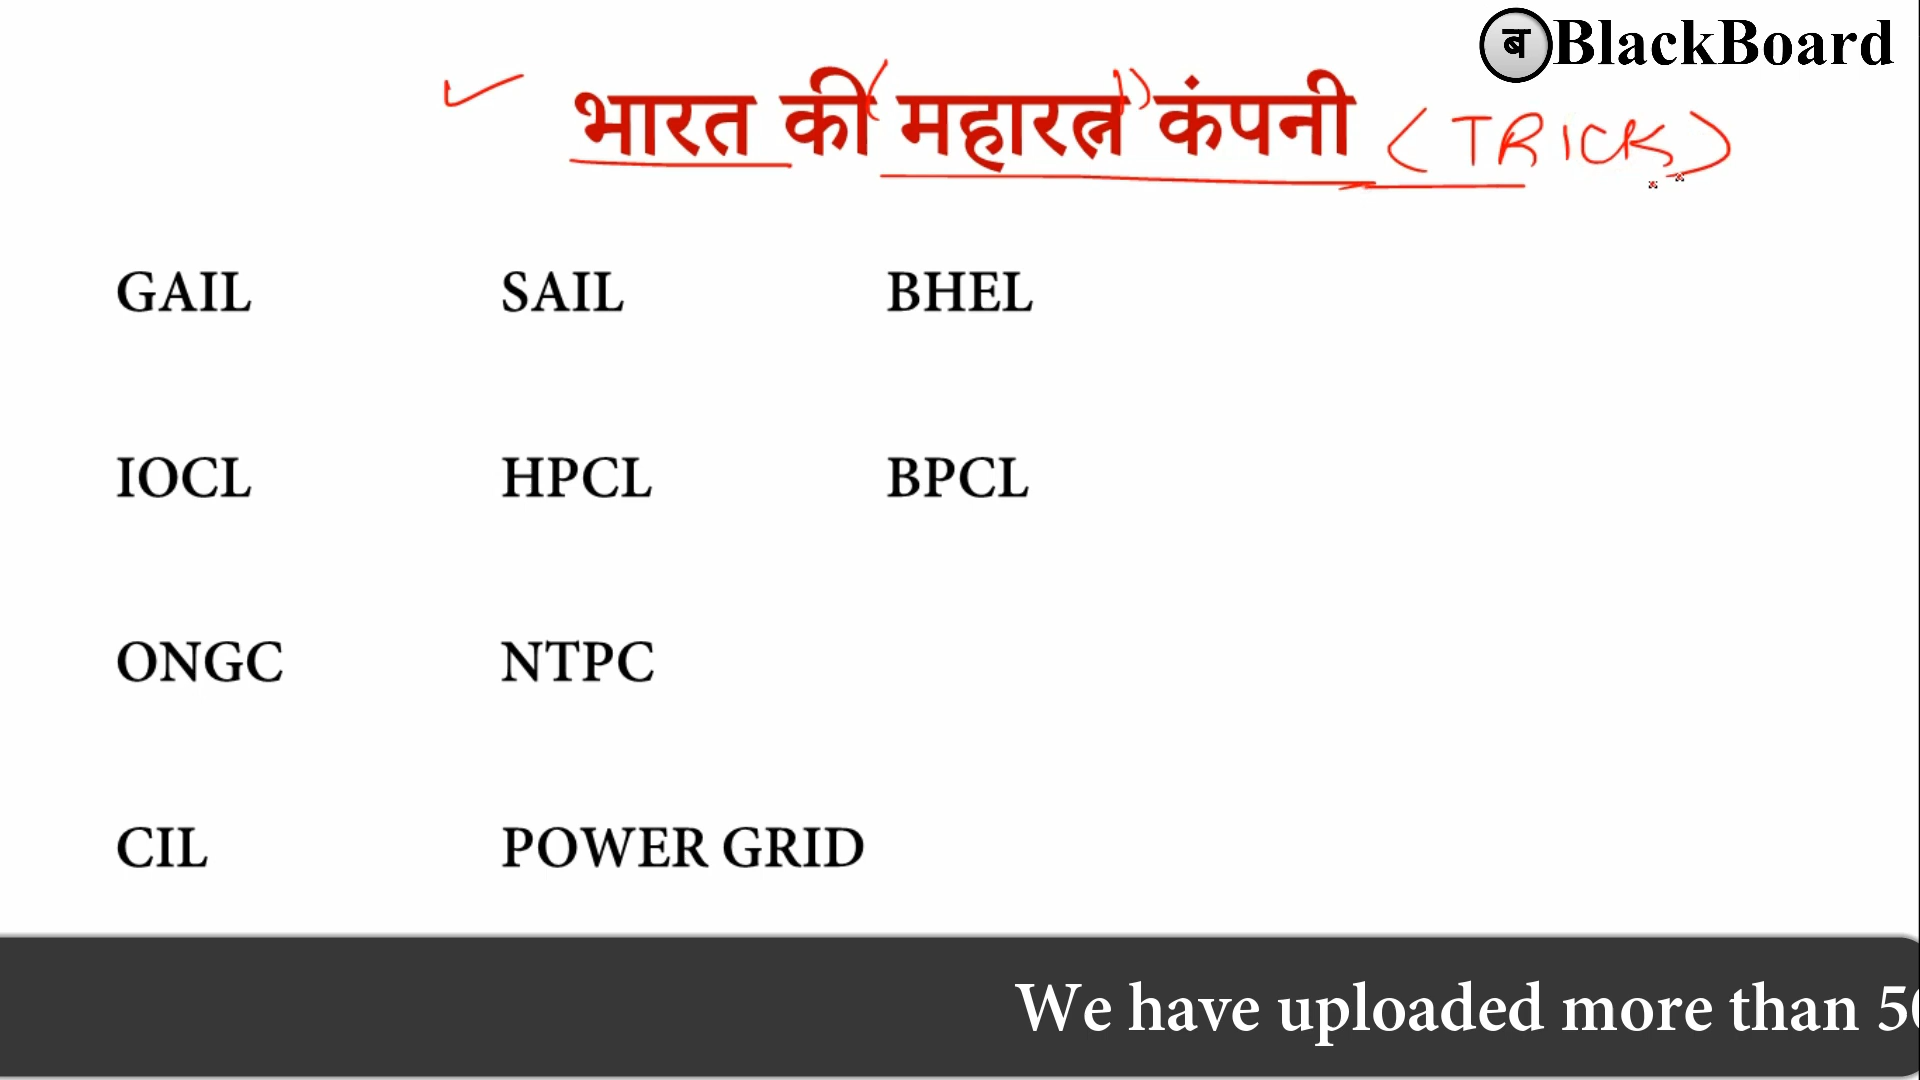 ब BlackBoard
भारत की महारत्न कंपनी (TRICK)
GAIL SAIL BHEL
IOCL HPCL BPCL
ONGC NTPC
CIL POWER GRID
We have uploaded more than 50